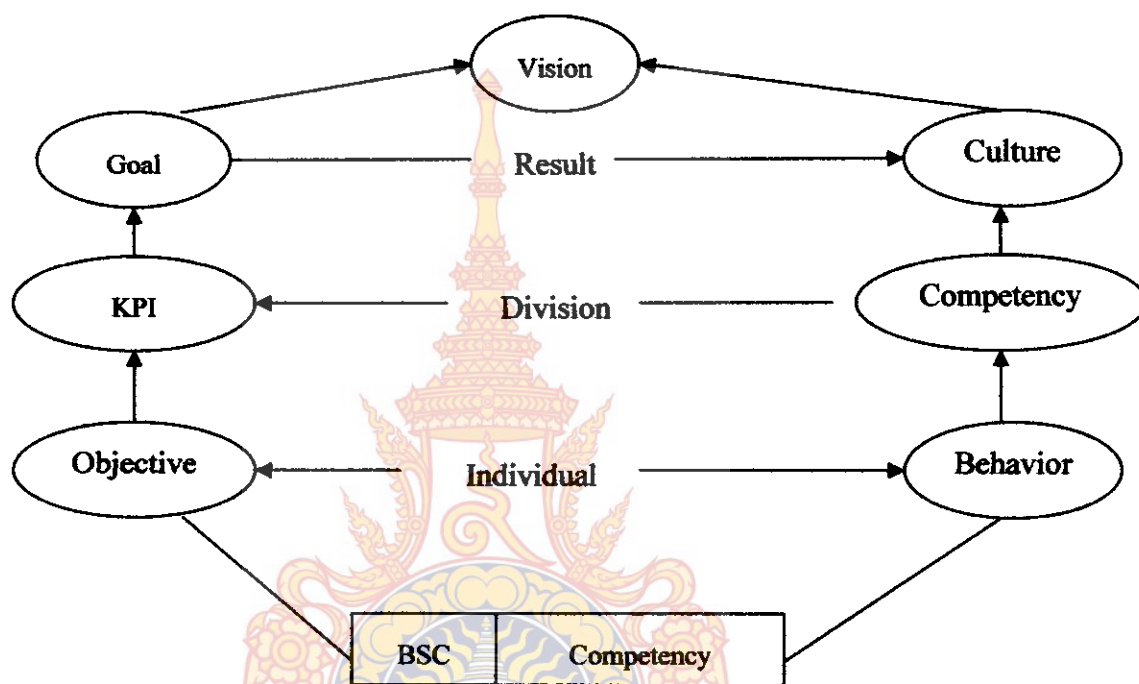 Vision
Goal
Result
Culture
KPI
Division
Competency
Objective
Individual
Behavior
BSC
Competency